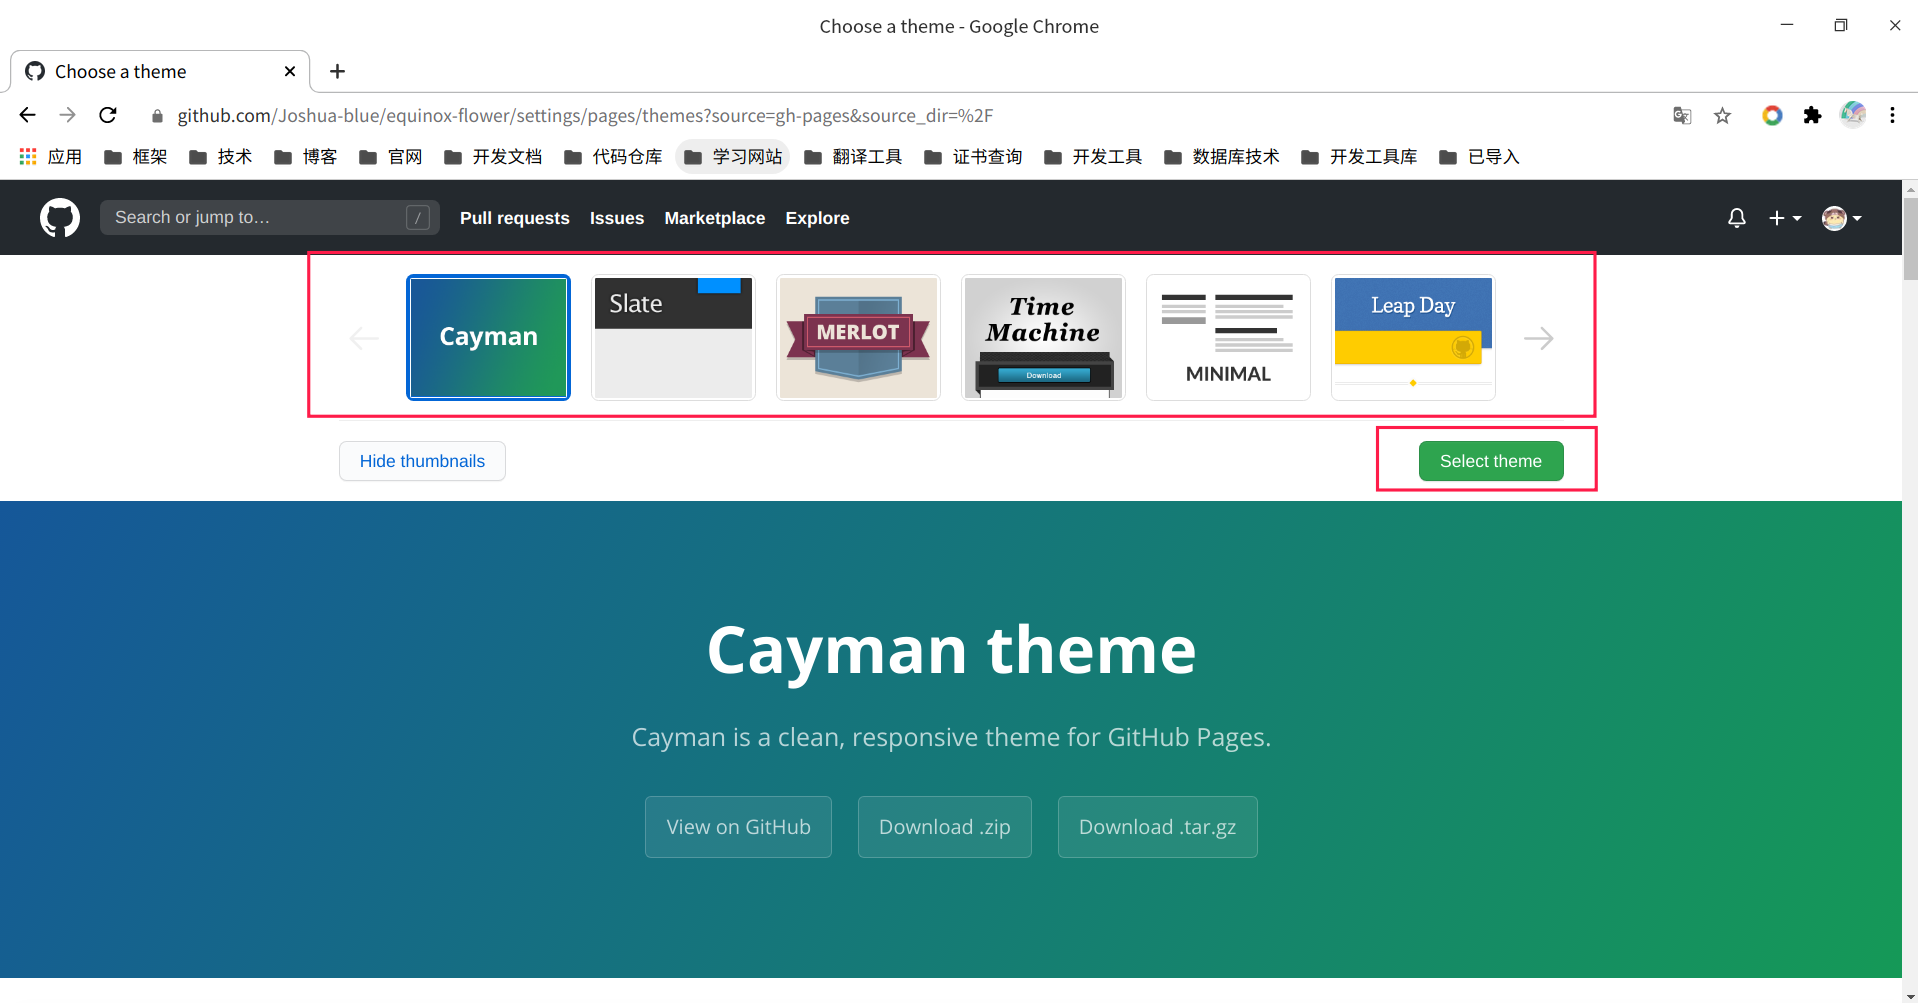 Choose a theme - Google Chrome
Choose a theme
github.com/Joshua-blue/equinox-flower/settings/pages/themes?source=gh-pages&source_dir=%2F
应用 框架 技术 博客 官网 开发文档 代码仓库 学习网站 翻译工具 证书查询 开发工具 数据库技术 开发工具库 已导入
Search or jump to… / Pull requests Issues Marketplace Explore
Cayman
Slate
MERLOT
Time
Machine
Download
MINIMAL
Leap Day
Hide thumbnails Select theme
Cayman theme
Cayman is a clean, responsive theme for GitHub Pages.
View on GitHub Download .zip Download .tar.gz